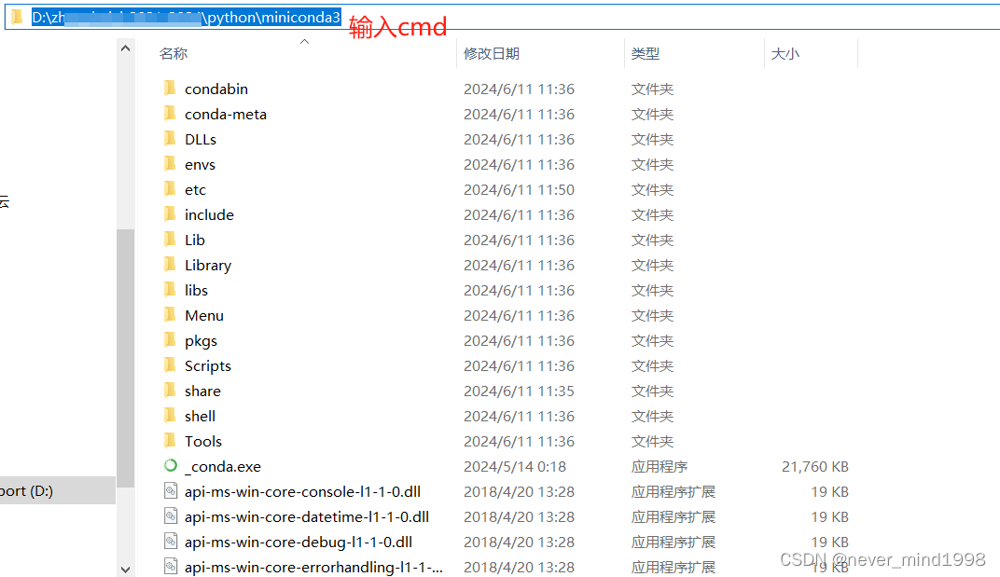 D:\zh \python\miniconda3 输入cmd
名称 修改日期 类型 大小
condabin 2024/6/11 11:36 文件夹
conda-meta 2024/6/11 11:36 文件夹
DLLs 2024/6/11 11:36 文件夹
envs 2024/6/11 11:36 文件夹
etc 2024/6/11 11:50 文件夹
云
include 2024/6/11 11:36 文件夹
Lib 2024/6/11 11:36 文件夹
Library 2024/6/11 11:36 文件夹
libs 2024/6/11 11:36 文件夹
Menu 2024/6/11 11:36 文件夹
pkgs 2024/6/11 11:36 文件夹
Scripts 2024/6/11 11:36 文件夹
share 2024/6/11 11:35 文件夹
shell 2024/6/11 11:36 文件夹
Tools 2024/6/11 11:36 文件夹
_conda.exe 2024/5/14 0:18 应用程序 21,760 KB
port (D:)
api-ms-win-core-console-l1-1-0.dll 2018/4/20 13:28 应用程序扩展 19 KB
api-ms-win-core-datetime-l1-1-0.dll 2018/4/20 13:28 应用程序扩展 19 KB
api-ms-win-core-debug-l1-1-0.dll 2018/4/20 13:28 应用程序扩展 19 KB
api-ms-win-core-errorhandling-l1-1-... 2018/4/20 13:28 应用程序扩展 19 KB
CSDN @never_mind1998